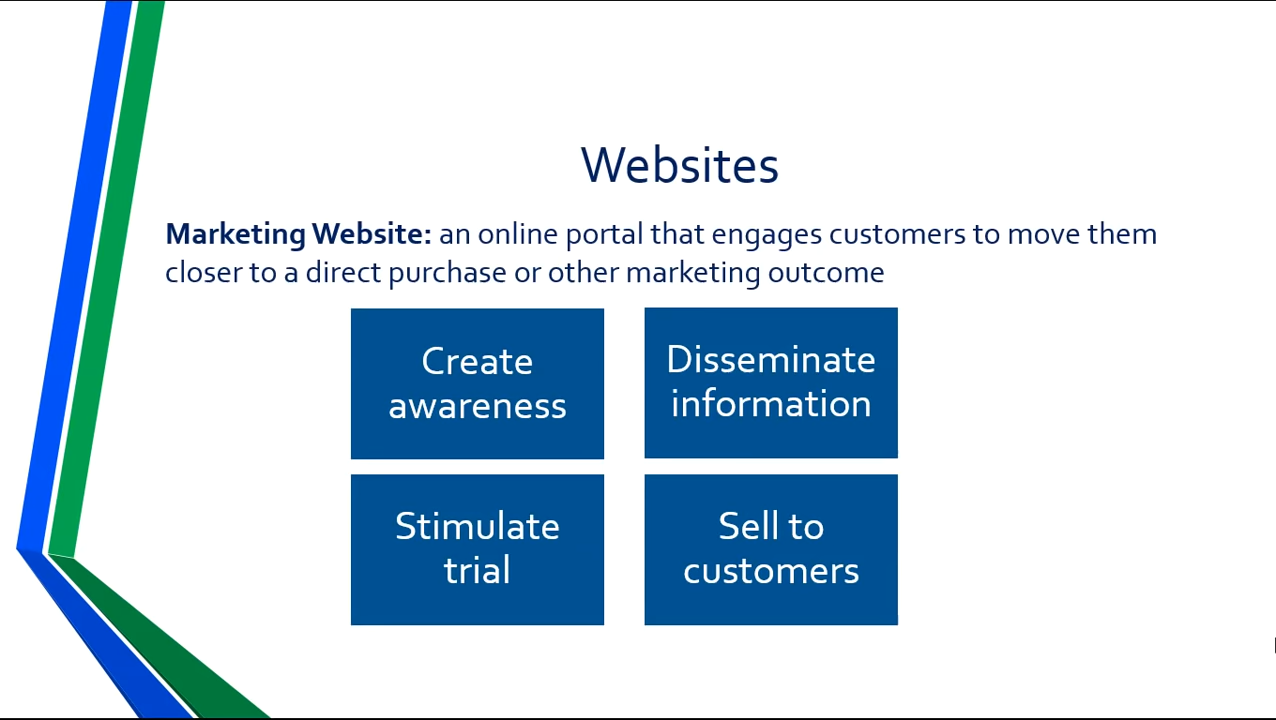 Websites
Marketing Website: an online portal that engages customers to move them
closer to a direct purchase or other marketing outcome
Create
awareness
Disseminate
information
Stimulate
trial
Sell to
customers